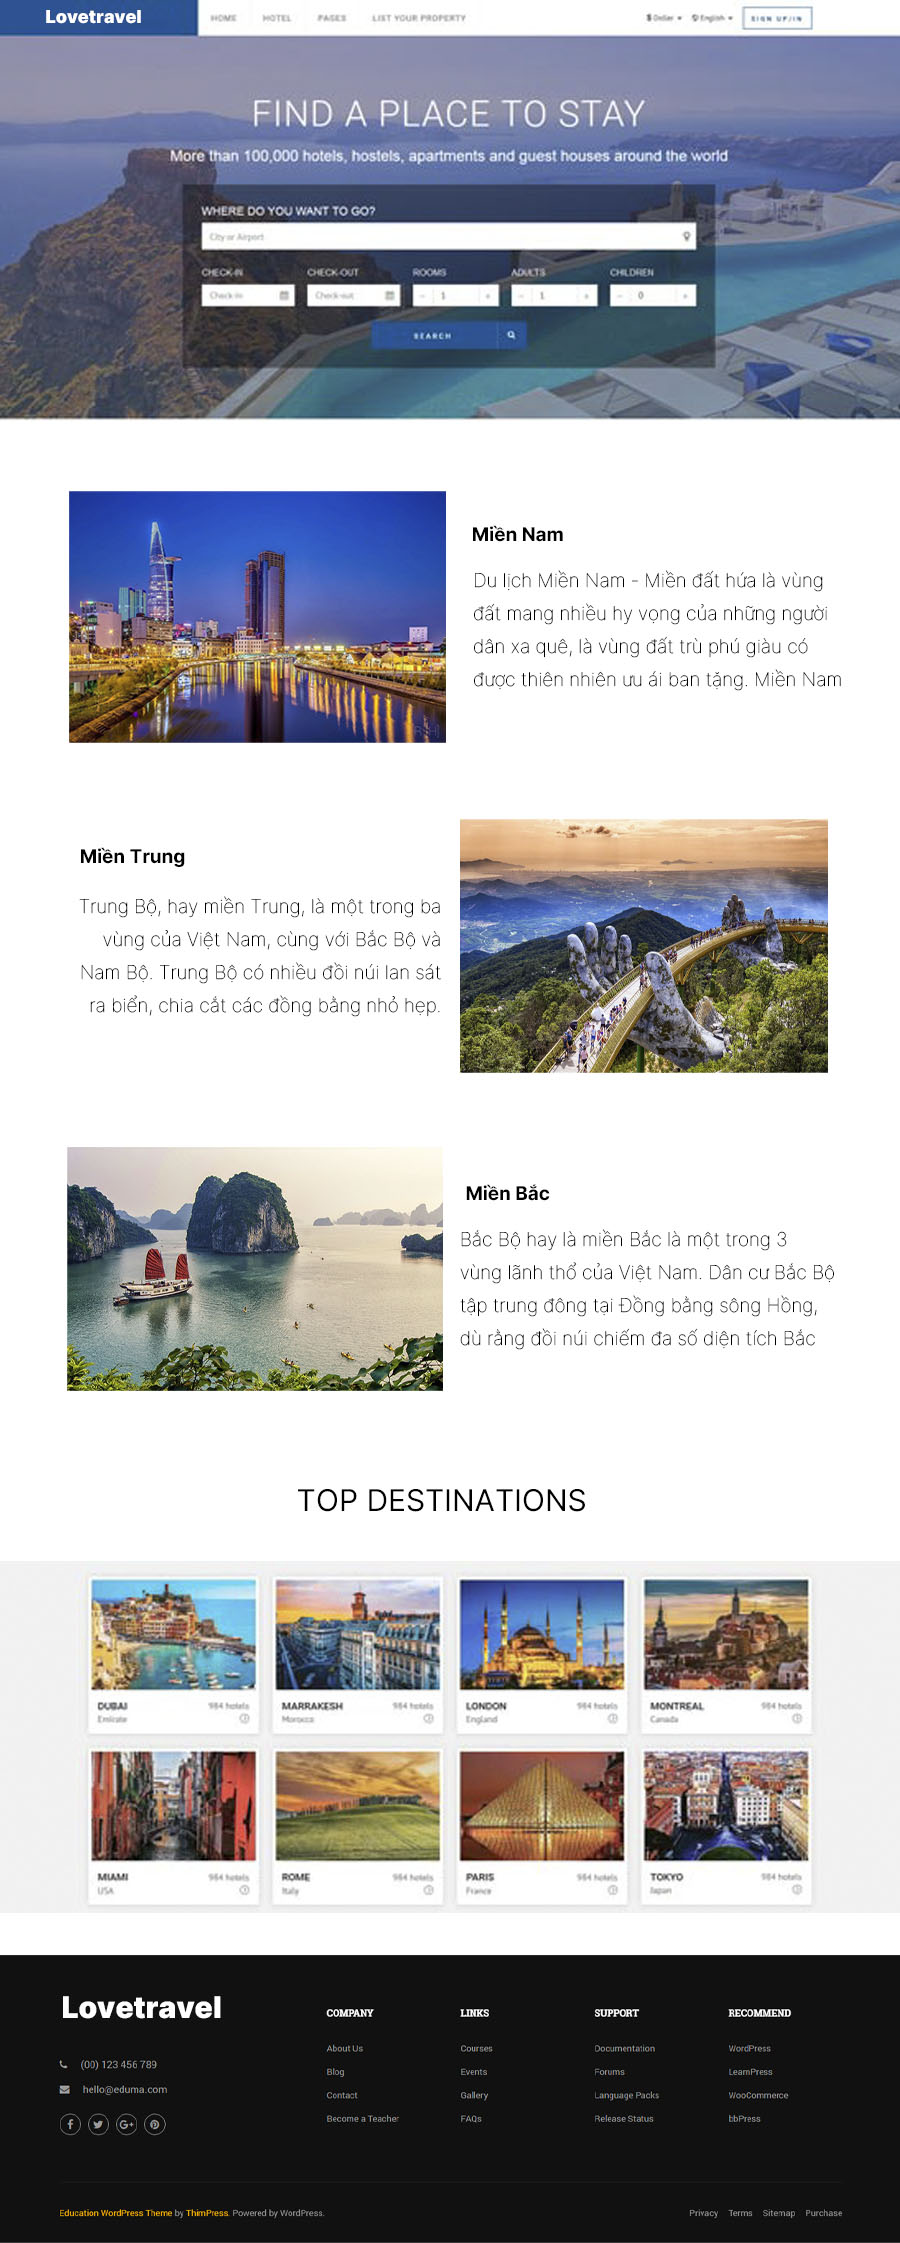 Lovetravel
HOME HOTEL PAGES LIST YOUR PROPERTY
$ Dollar English SIGN UP/IN
FIND A PLACE TO STAY
More than 100,000 hotels, hostels, apartments and guest houses around the world
WHERE DO YOU WANT TO GO?
City or Airport
CHECK-IN CHECK-OUT ROOMS ADULTS CHILDREN
Check-in Check-out - 1 + - 1 + - 0 +
SEARCH
Miền Nam
Du lịch Miền Nam - Miền đất hứa là vùng
đất mang nhiều hy vọng của những người
dân xa quê, là vùng đất trù phú giàu có
được thiên nhiên ưu ái ban tặng. Miền Nam
Miền Trung
Trung Bộ, hay miền Trung, là một trong ba
vùng của Việt Nam, cùng với Bắc Bộ và
Nam Bộ. Trung Bộ có nhiều đồi núi lan sát
ra biển, chia cắt các đồng bằng nhỏ hẹp.
Miền Bắc
Bắc Bộ hay là miền Bắc là một trong 3
vùng lãnh thổ của Việt Nam. Dân cư Bắc Bộ
tập trung đông tại Đồng bằng sông Hồng,
dù rằng đồi núi chiếm đa số diện tích Bắc
TOP DESTINATIONS
DUBAI 984 hotels
Emirate
MARRAKESH 984 hotels
Morocco
LONDON 984 hotels
England
MONTREAL 984 hotels
Canada
MIAMI 984 hotels
USA
ROME 984 hotels
Italy
PARIS 984 hotels
France
TOKYO 984 hotels
Japan
Lovetravel
(00) 123 456 789
hello@eduma.com
COMPANY
About Us
Blog
Contact
Become a Teacher
LINKS
Courses
Events
Gallery
FAQs
SUPPORT
Documentation
Forums
Language Packs
Release Status
RECOMMEND
WordPress
LearnPress
WooCommerce
bbPress
Education WordPress Theme by ThimPress. Powered by WordPress.
Privacy Terms Sitemap Purchase